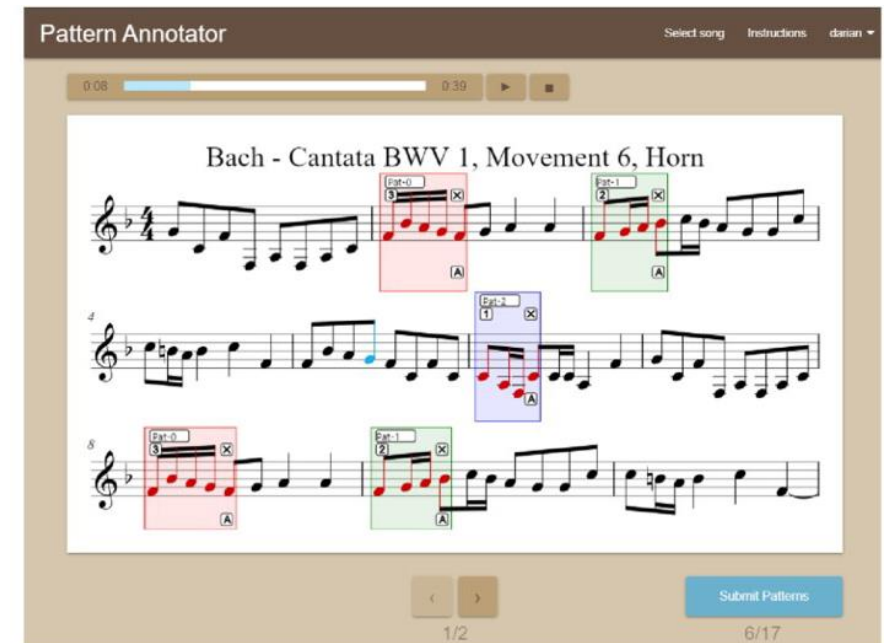 Pattern Annotator
Select song Instructions darian
0:08 0:39
Bach - Cantata BWV 1, Movement 6, Horn
Pat-0 Pat-1
3 X 2 X
4
4
A A
4
Pat-2
1 X
A
8
Pat-0 Pat-1
3 X 2 X
A A
‹ ›
1/2
Submit Patterns
6/17